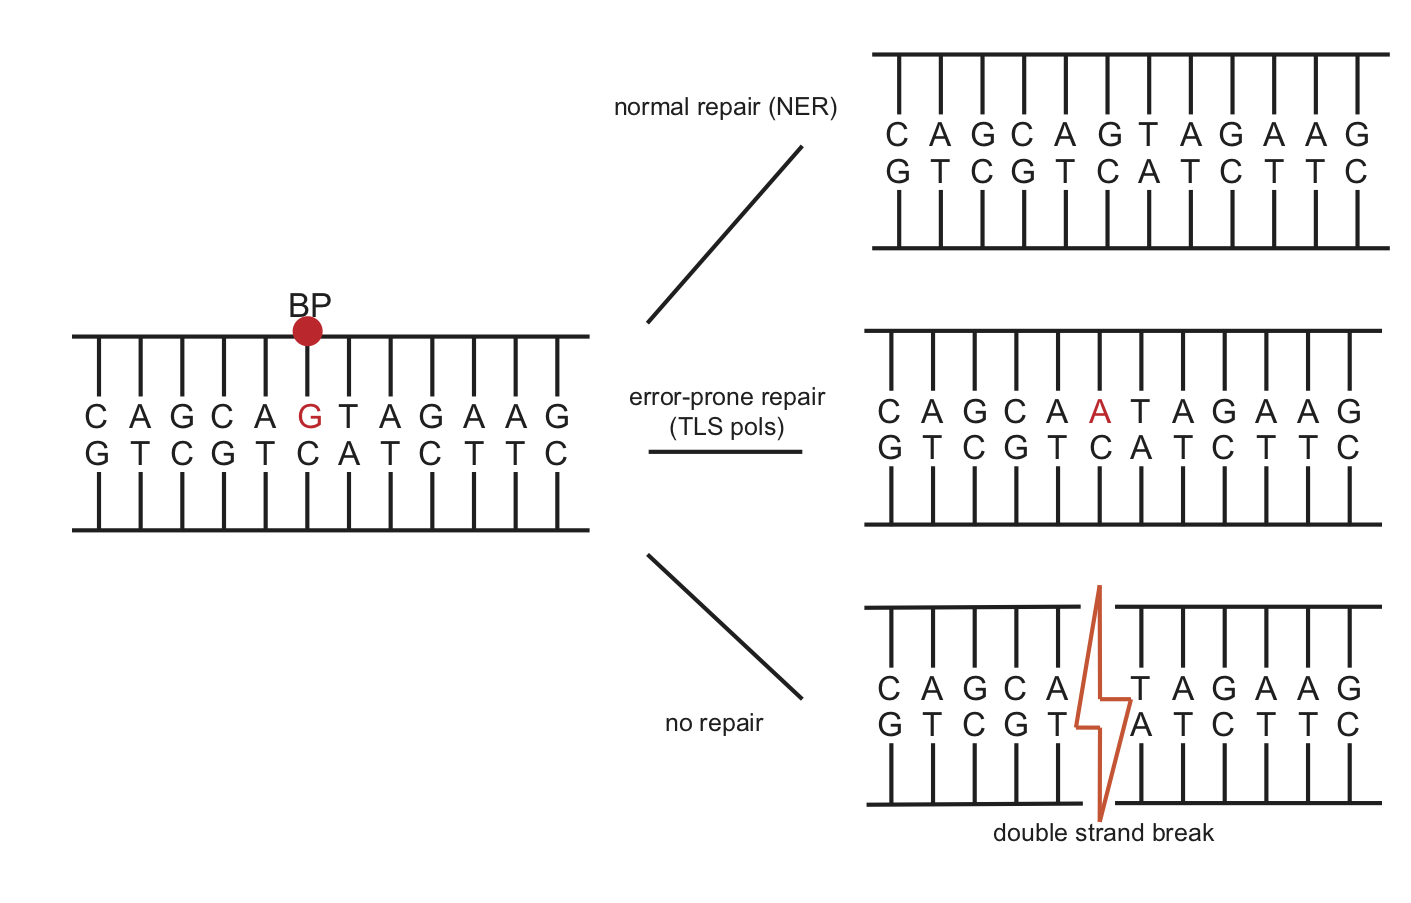 BP
C A G C A G T A G A A G
G T C G T C A T C T T C
normal repair (NER)
C A G C A G T A G A A G
G T C G T C A T C T T C
error-prone repair
(TLS pols)
C A G C A A T A G A A G
G T C G T C A T C T T C
no repair
C A G C A T A G A A G
G T C G T A T C T T C
double strand break